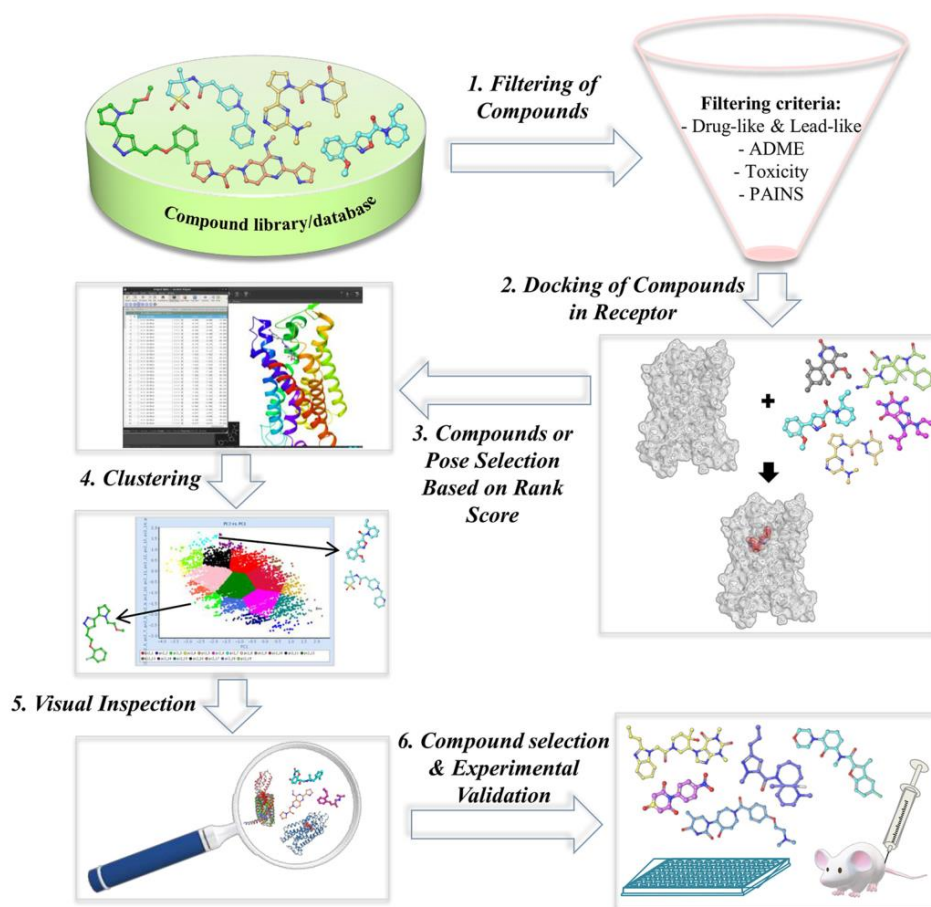 1. Filtering of
Compounds
Filtering criteria:
- Drug-like & Lead-like
- ADME
- Toxicity
- PAINS
Compound library/database
2. Docking of Compounds
in Receptor
+
3. Compounds or
Pose Selection
Based on Rank
Score
4. Clustering
5. Visual Inspection
6. Compound selection
& Experimental
Validation